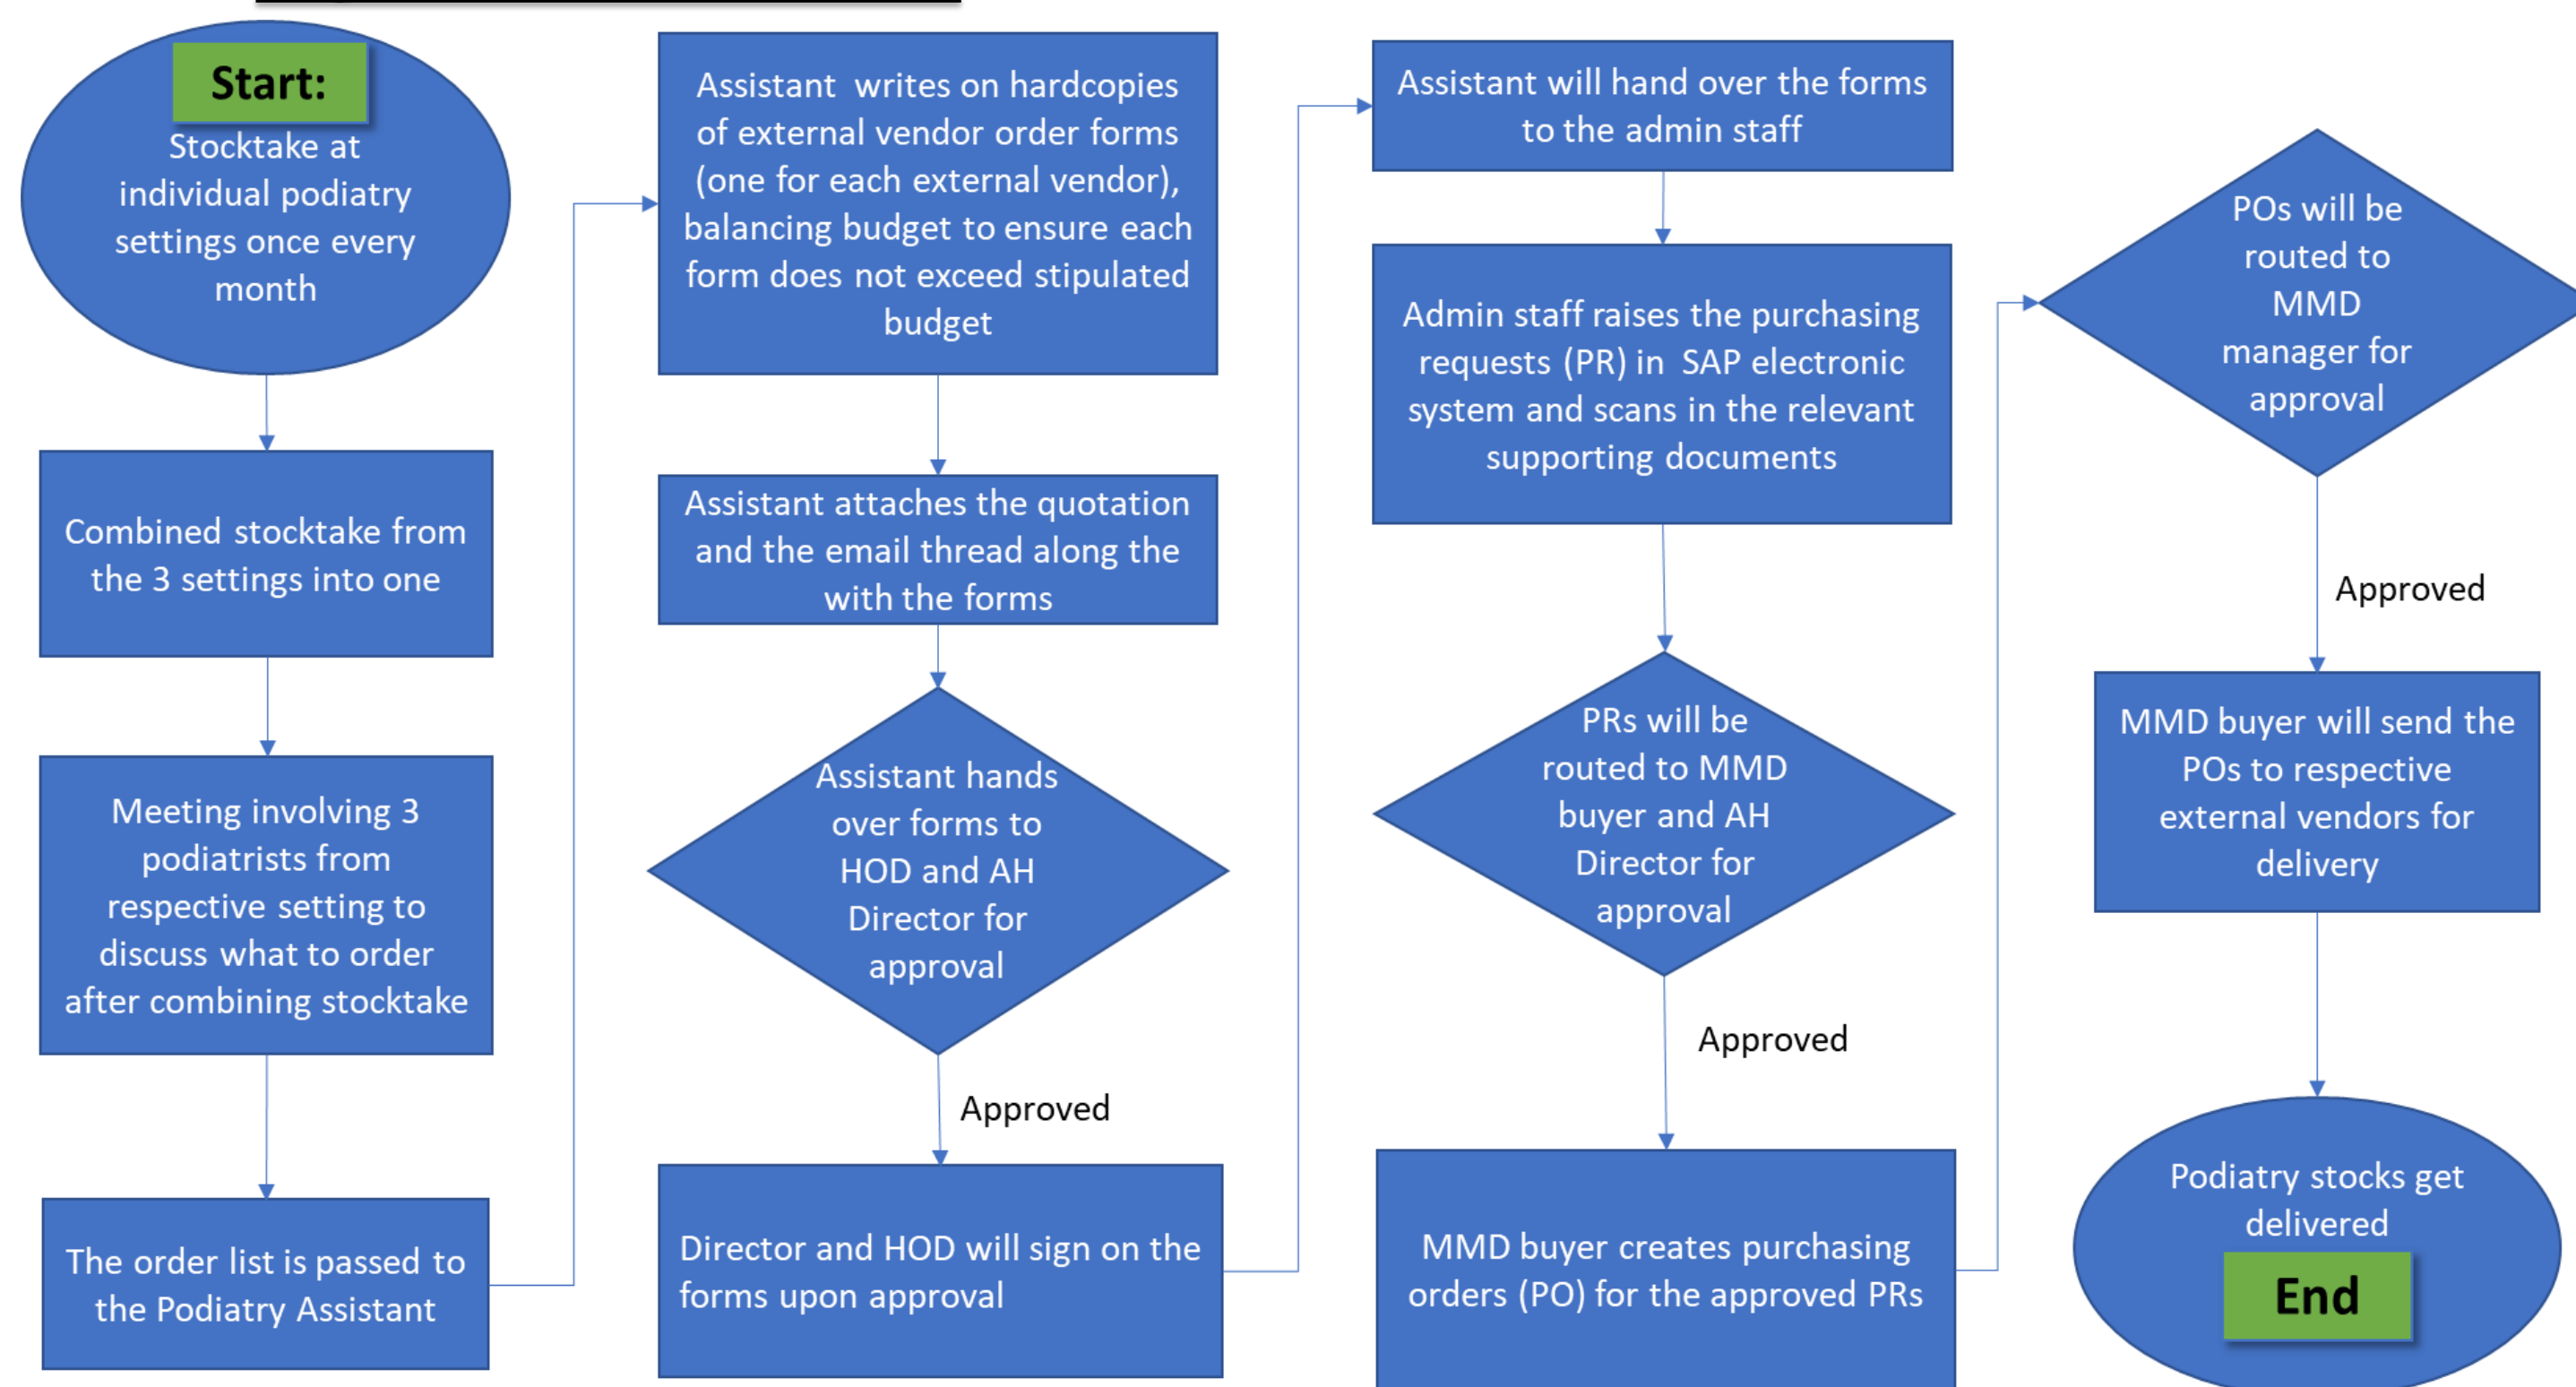 Start:
Stocktake at
individual podiatry
settings once every
month
Combined stocktake from
the 3 settings into one
Meeting involving 3
podiatrists from
respective setting to
discuss what to order
after combining stocktake
The order list is passed to
the Podiatry Assistant
Assistant writes on hardcopies
of external vendor order forms
(one for each external vendor),
balancing budget to ensure each
form does not exceed stipulated
budget
Assistant attaches the quotation
and the email thread along the
with the forms
Assistant hands
over forms to
HOD and AH
Director for
approval
Approved
Director and HOD will sign on the
forms upon approval
Assistant will hand over the forms
to the admin staff
Admin staff raises the purchasing
requests (PR) in SAP electronic
system and scans in the relevant
supporting documents
PRs will be
routed to MMD
buyer and AH
Director for
approval
Approved
MMD buyer creates purchasing
orders (PO) for the approved PRs
POs will be
routed to
MMD
manager for
approval
Approved
MMD buyer will send the
POs to respective
external vendors for
delivery
Podiatry stocks get
delivered
End